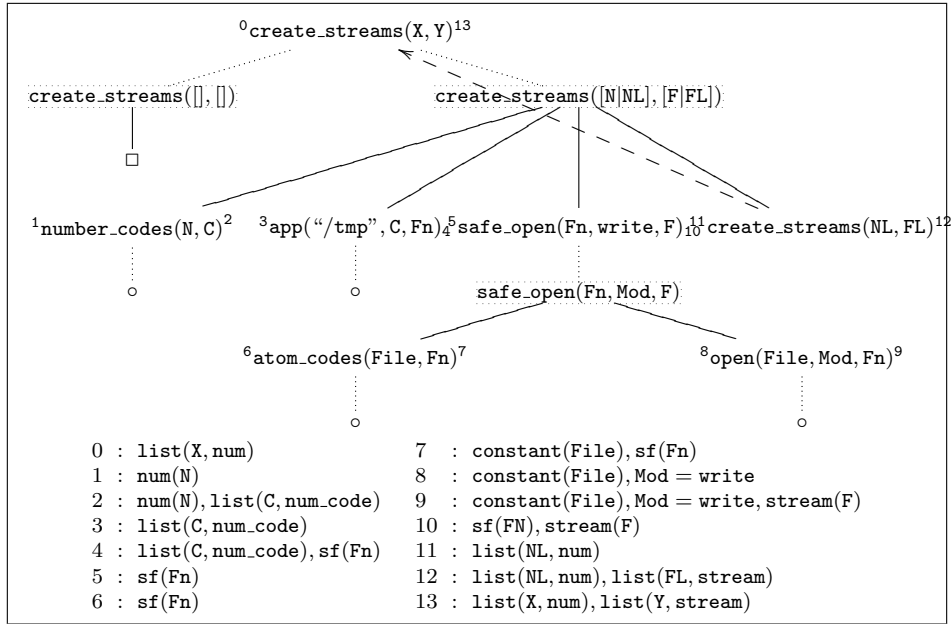 ⁰create_streams(X, Y)¹³
create_streams([], []) create_streams([N|NL], [F|FL])
□
¹number_codes(N, C)² ³app(“/tmp”, C, Fn)₄ ⁵safe_open(Fn, write, F)₁₀ ¹¹create_streams(NL, FL)¹²
safe_open(Fn, Mod, F)
⁶atom_codes(File, Fn)⁷ ⁸open(File, Mod, Fn)⁹
0 : list(X, num) 7 : constant(File), sf(Fn)
1 : num(N) 8 : constant(File), Mod = write
2 : num(N), list(C, num_code) 9 : constant(File), Mod = write, stream(F)
3 : list(C, num_code) 10 : sf(FN), stream(F)
4 : list(C, num_code), sf(Fn) 11 : list(NL, num)
5 : sf(Fn) 12 : list(NL, num), list(FL, stream)
6 : sf(Fn) 13 : list(X, num), list(Y, stream)